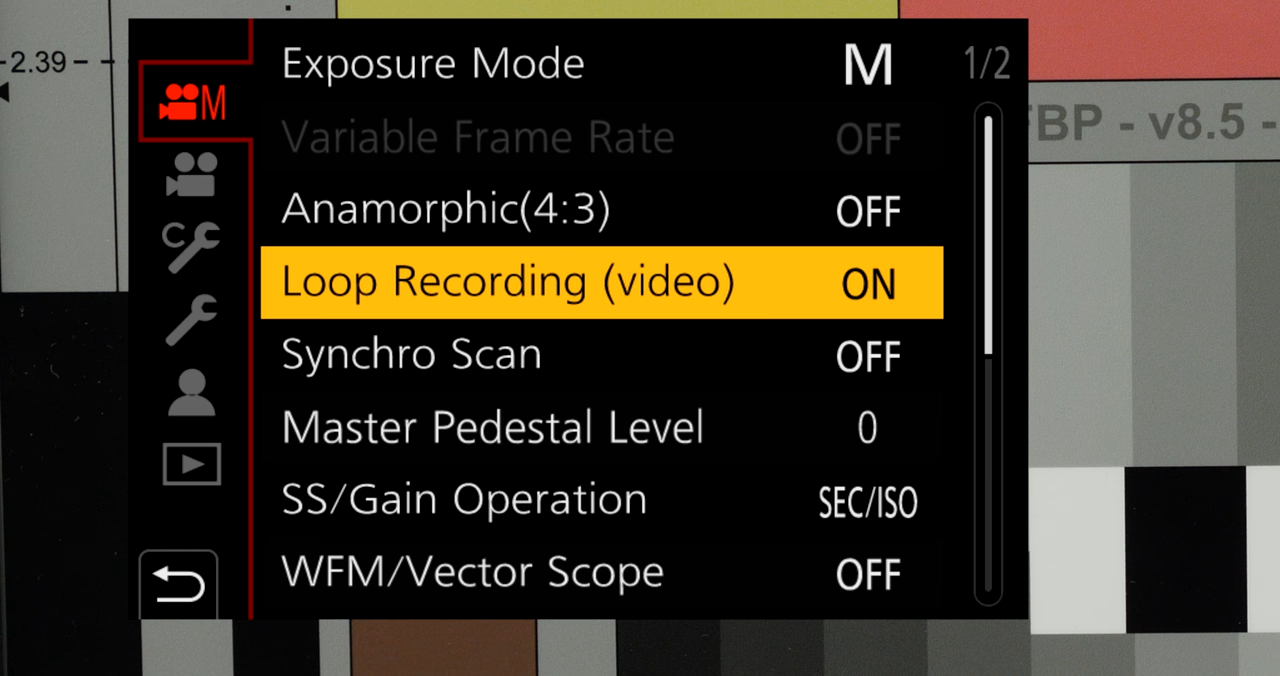 2.39
M
Exposure Mode M 1/2
Variable Frame Rate OFF
Anamorphic(4:3) OFF
Loop Recording (video) ON
Synchro Scan OFF
Master Pedestal Level 0
SS/Gain Operation SEC/ISO
WFM/Vector Scope OFF
C
FBP - v8.5 -